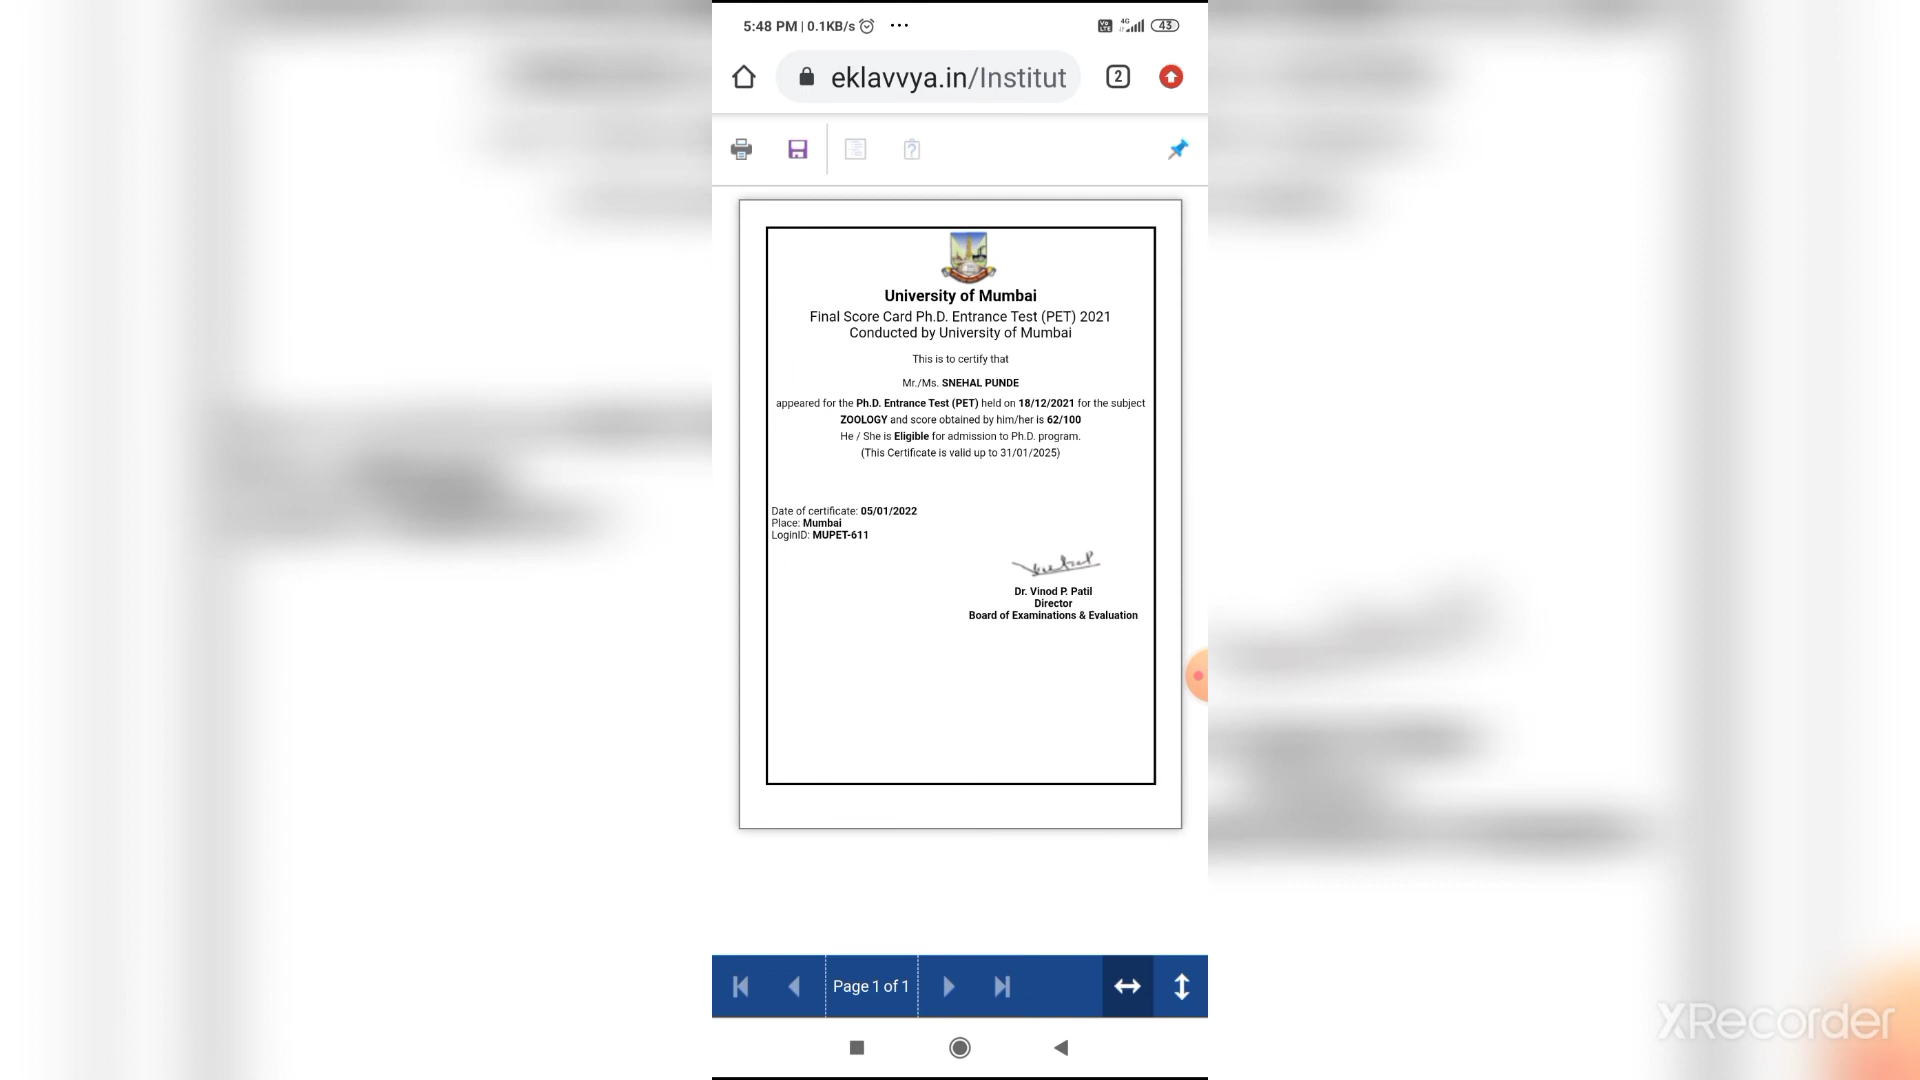 5:48 PM | 0.1KB/s ...
Vo LTE 4G 43
eklavvya.in/Institut
2
University of Mumbai
Final Score Card Ph.D. Entrance Test (PET) 2021
Conducted by University of Mumbai
This is to certify that
Mr./Ms. SNEHAL PUNDE
appeared for the Ph.D. Entrance Test (PET) held on 18/12/2021 for the subject
ZOOLOGY and score obtained by him/her is 62/100
He / She is Eligible for admission to Ph.D. program.
(This Certificate is valid up to 31/01/2025)
Date of certificate: 05/01/2022
Place: Mumbai
LoginID: MUPET-611
Dr. Vinod P. Patil
Director
Board of Examinations & Evaluation
Page 1 of 1
XRecorder